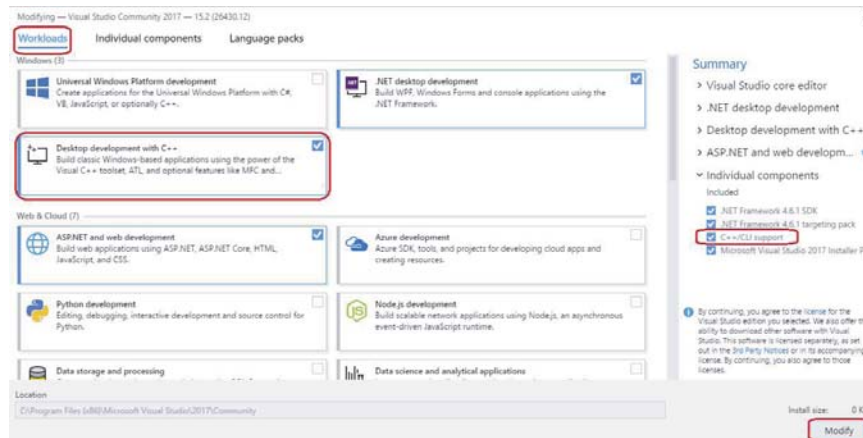 Modifying — Visual Studio Community 2017 — 15.2 (26430.12)
Workloads Individual components Language packs
Windows (3)
Universal Windows Platform development
Create applications for the Universal Windows Platform with C#,
VB, JavaScript, or optionally C++.
.NET desktop development
Build WPF, Windows Forms and console applications using the
.NET Framework.
Desktop development with C++
Build classic Windows-based applications using the power of the
Visual C++ toolset, ATL, and optional features like MFC and...
Web & Cloud (7)
ASP.NET and web development
Build web applications using ASP.NET, ASP.NET Core, HTML,
JavaScript, and CSS.
Azure development
Azure SDK, tools, and projects for developing cloud apps and
creating resources.
Python development
Editing, debugging, interactive development and source control for
Python.
Node.js development
Build scalable network applications using Node.js, an asynchronous
event-driven JavaScript runtime.
Data storage and processing
Data science and analytical applications
Summary
> Visual Studio core editor
> .NET desktop development
> Desktop development with C++
> ASP.NET and web developm...
Individual components
Included
.NET Framework 4.6.1 SDK
.NET Framework 4.6.1 targeting pack
C++/CLI support
Microsoft Visual Studio 2017 Installer P
By continuing, you agree to the license for the
Visual Studio edition you selected. We also offer th
ability to download other software with Visual
Studio. This software is licensed separately, as set
out in the 3rd Party Notices or in its accompanying
license. By continuing, you also agree to those
licenses.
Location
C:\Program Files (x86)\Microsoft Visual Studio\2017\Community
Install size: 0 K
Modify